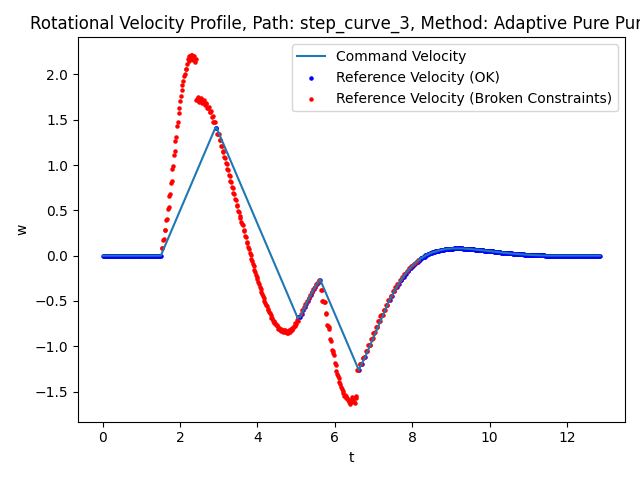 Rotational Velocity Profile, Path: step_curve_3, Method: Adaptive Pure Pur
Command Velocity
Reference Velocity (OK)
Reference Velocity (Broken Constraints)
w
2.0
1.5
1.0
0.5
0.0
−0.5
−1.0
−1.5
0 2 4 6 8 10 12
t